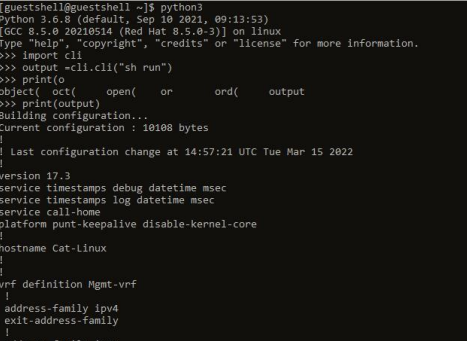 [guestshell@guestshell ~]$ python3
Python 3.6.8 (default, Sep 10 2021, 09:13:53)
[GCC 8.5.0 20210514 (Red Hat 8.5.0-3)] on linux
Type "help", "copyright", "credits" or "license" for more information.
>>> import cli
>>> output =cli.cli("sh run")
>>> print(o
object( oct( open( or ord( output
>>> print(output)
Building configuration...
Current configuration : 10108 bytes
!
! Last configuration change at 14:57:21 UTC Tue Mar 15 2022
!
version 17.3
service timestamps debug datetime msec
service timestamps log datetime msec
service call-home
platform punt-keepalive disable-kernel-core
!
hostname Cat-Linux
!
!
vrf definition Mgmt-vrf
!
address-family ipv4
exit-address-family
!